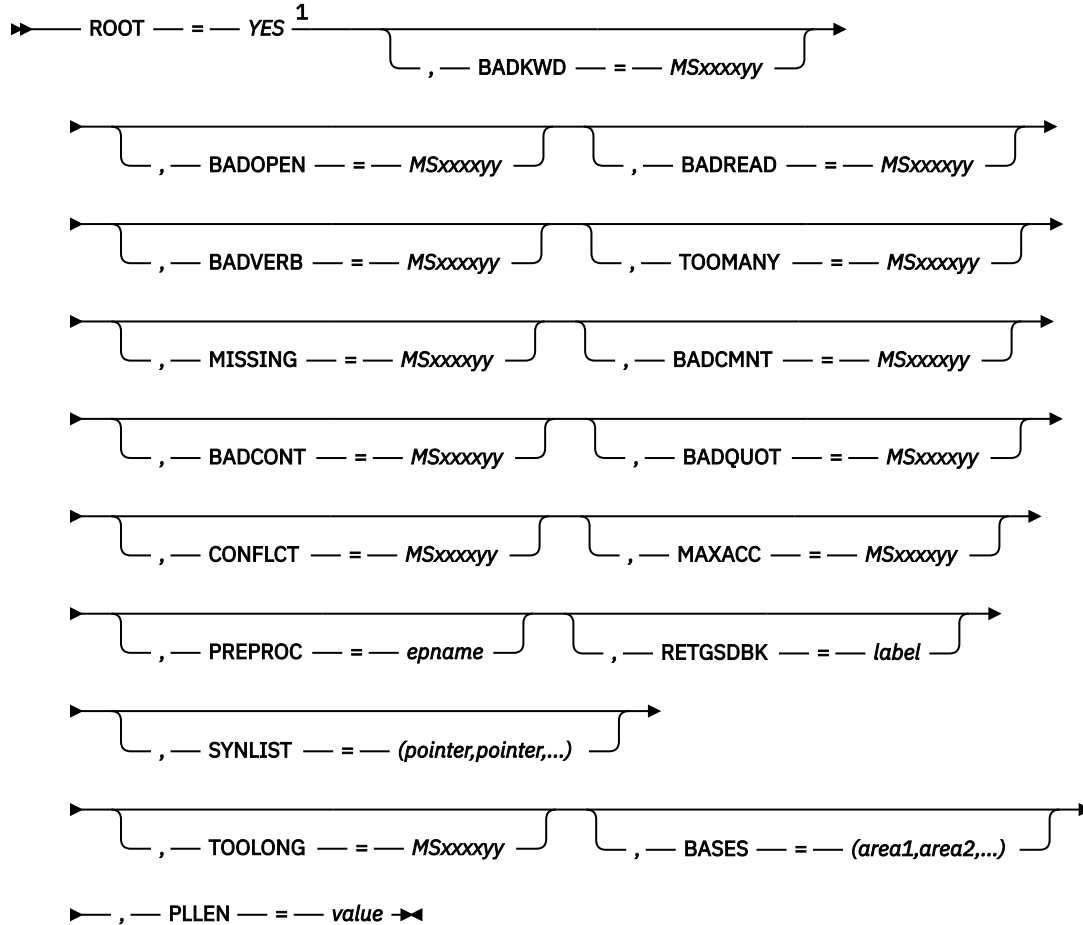 ROOT = YES 1
, BADKWD = MSxxxxyy
, BADOPEN = MSxxxxyy , BADREAD = MSxxxxyy
, BADVERB = MSxxxxyy , TOOMANY = MSxxxxyy
, MISSING = MSxxxxyy , BADCMNT = MSxxxxyy
, BADCONT = MSxxxxyy , BADQUOT = MSxxxxyy
, CONFLCT = MSxxxxyy , MAXACC = MSxxxxyy
, PREPROC = epname , RETGSDBK = label
, SYNLIST = (pointer,pointer,...)
, TOOLONG = MSxxxxyy , BASES = (area1,area2,...)
, PLLEN = value